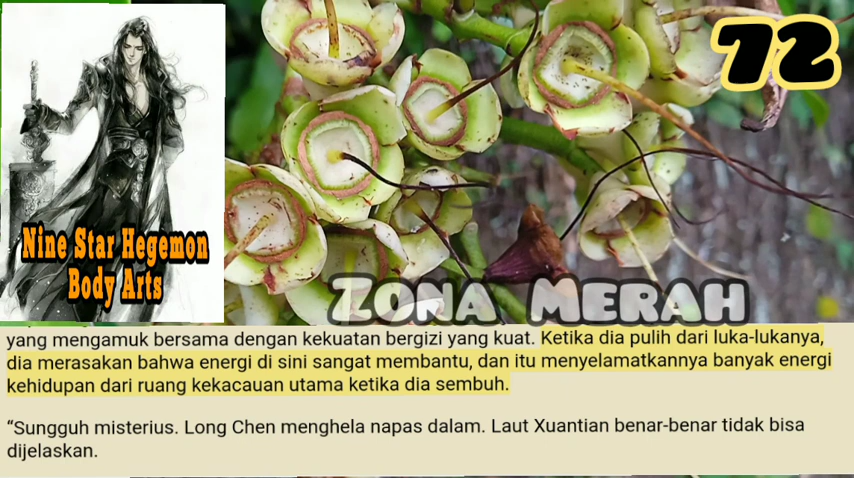 72
Nine Star Hegemon
Body Arts
Zona Merah
yang mengamuk bersama dengan kekuatan bergizi yang kuat. Ketika dia pulih dari luka-lukanya,
dia merasakan bahwa energi di sini sangat membantu, dan itu menyelamatkannya banyak energi
kehidupan dari ruang kekacauan utama ketika dia sembuh.
“Sungguh misterius. Long Chen menghela napas dalam. Laut Xuantian benar-benar tidak bisa
dijelaskan.